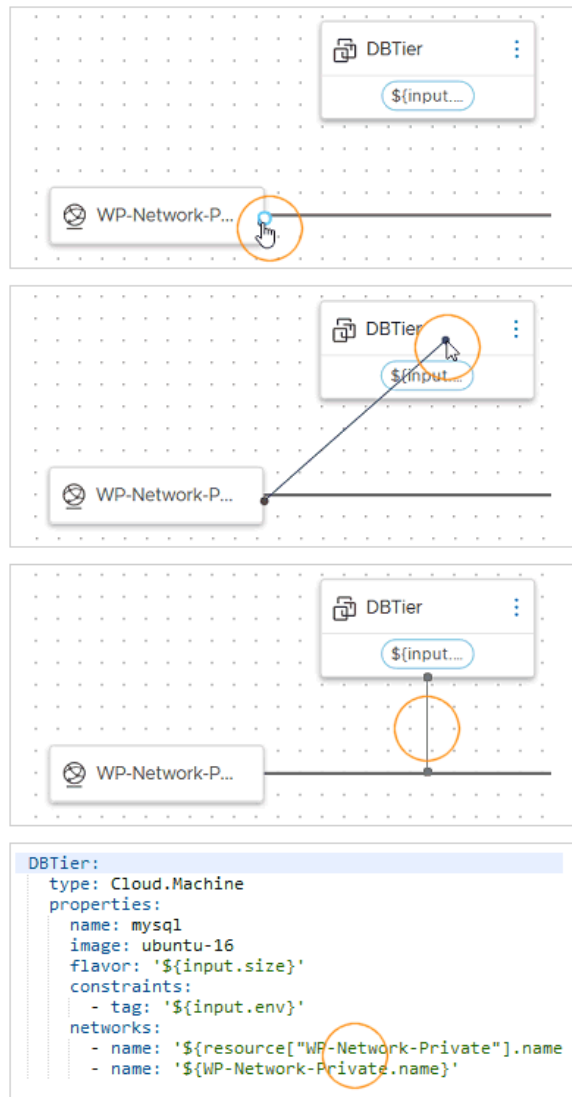 DBTier
${input....
WP-Network-P...
DBTier
${input....
WP-Network-P...
DBTier
${input....
WP-Network-P...
DBTier:
type: Cloud.Machine
properties:
name: mysql
image: ubuntu-16
flavor: '${input.size}'
constraints:
- tag: '${input.env}'
networks:
- name: '${resource["WP-Network-Private"].name
- name: '${WP-Network-Private.name}'